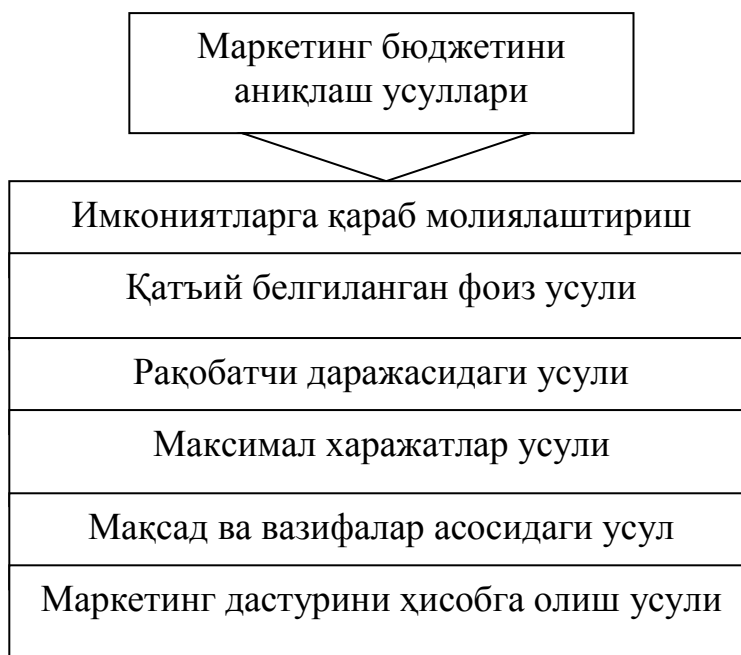 Маркетинг бюджетини
аниқлаш усуллари
Имкониятларга қараб молиялаштириш
Қатъий белгиланган фоиз усули
Рақобатчи даражасидаги усули
Максимал харажатлар усули
Мақсад ва вазифалар асосидаги усул
Маркетинг дастурини ҳисобга олиш усули